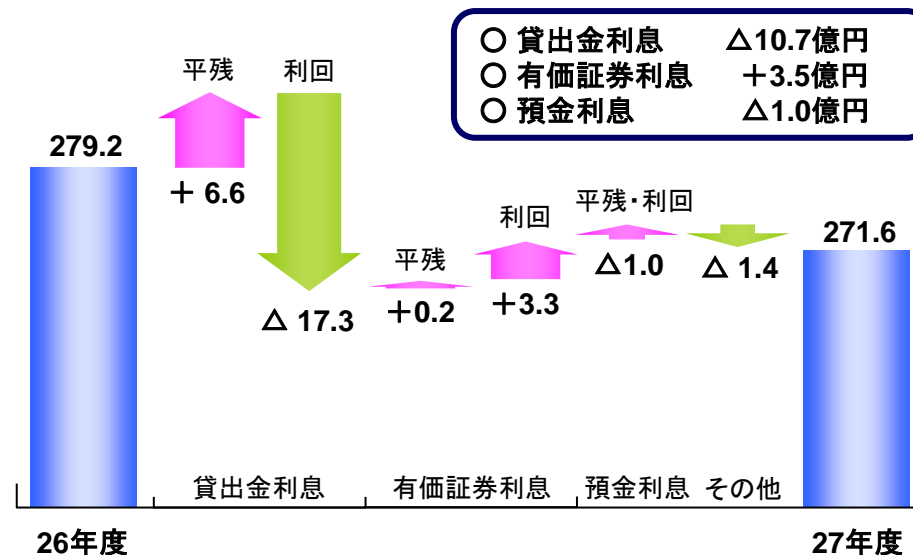 ○ 貸出金利息 △10.7億円
○ 有価証券利息 +3.5億円
○ 預金利息 △1.0億円
平残 利回
279.2
+ 6.6
△ 17.3
平残
+0.2
利回
+3.3
平残・利回
△1.0
△ 1.4
271.6
貸出金利息 有価証券利息 預金利息 その他
26年度 27年度